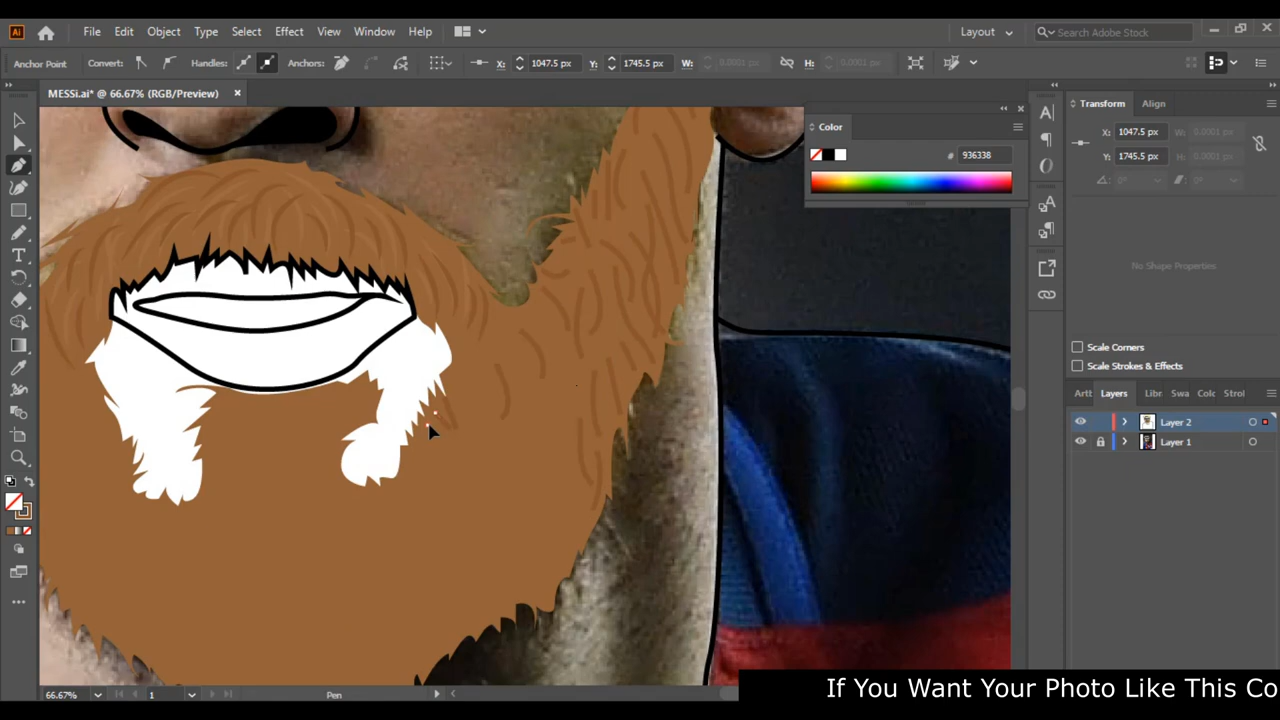 Ai File Edit Object Type Select Effect View Window Help Layout Search Adobe Stock
Anchor Point Convert: Handles: Anchors: X: 1047.5 px Y: 1745.5 px W: 0.0001 px H: 0.0001 px
MESSi.ai* @ 66.67% (RGB/Preview)
Color
# 936338
Transform Align
X: 1047.5 px W: 0.0001 px
Y: 1745.5 px H: 0.0001 px
0° 0°
No Shape Properties
Scale Corners
Scale Strokes & Effects
Artt Layers Libr Swa Colc Strol
Layer 2
Layer 1
66.67% 1 Pen
If You Want Your Photo Like This Co